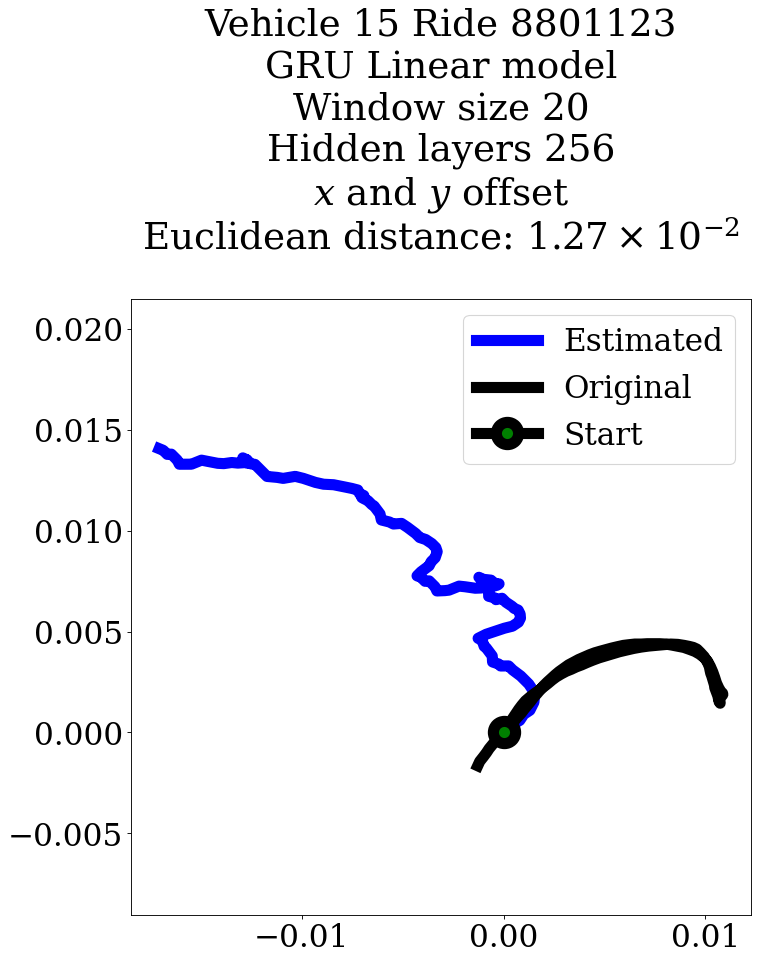 Vehicle 15 Ride 8801123
GRU Linear model
Window size 20
Hidden layers 256
x and y offset
Euclidean distance: 1.27 × 10⁻²
Estimated
Original
Start
0.020
0.015
0.010
0.005
0.000
−0.005
−0.01
0.00
0.01